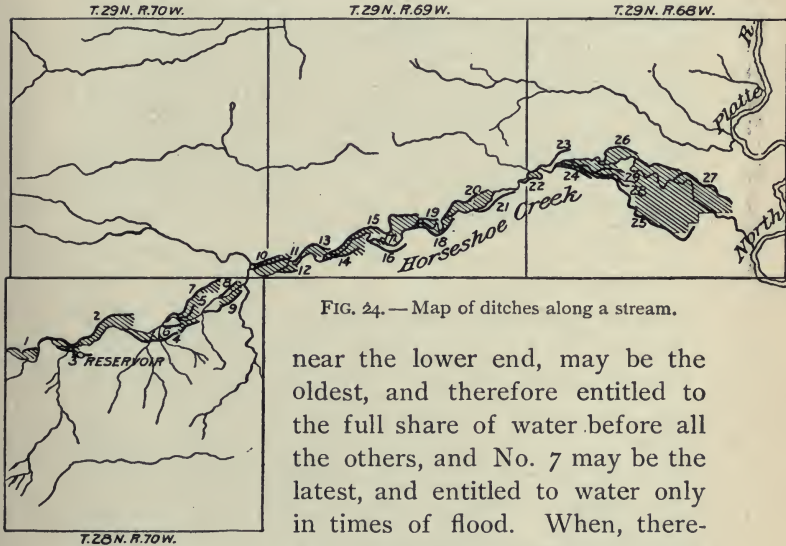 T.29N. R.70W. T.29N. R.69W. T.29N. R.68W.
R.
Platte
23
26
24
27
22
29
28
20
25
21
15
19
17
18
13
16
14
11
10
12
Horseshoe Creek
North
7
8
5
9
2
6
4
1
3 RESERVOIR
T.28N. R.70W.
FIG. 24.—Map of ditches along a stream.
near the lower end, may be the
oldest, and therefore entitled to
the full share of water before all
the others, and No. 7 may be the
latest, and entitled to water only
in times of flood. When, there-